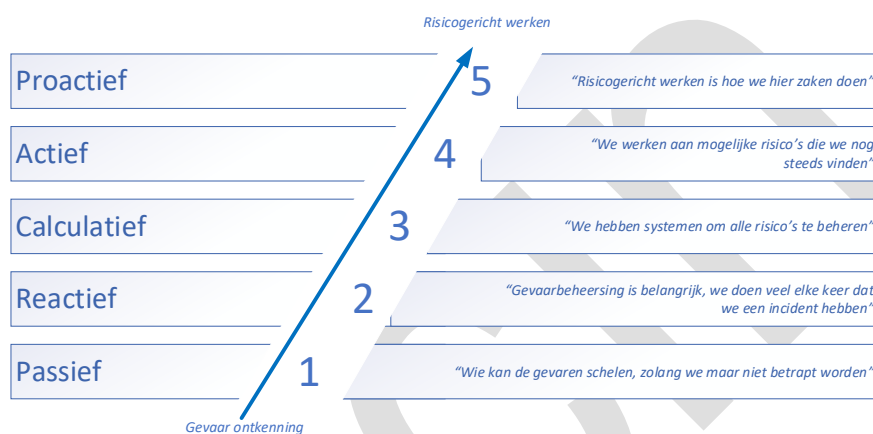 Risicogericht werken
Proactief
5
“Risicogericht werken is hoe we hier zaken doen”
Actief
4
“We werken aan mogelijke risico’s die we nog
steeds vinden”
Calculatief
3
“We hebben systemen om alle risico’s te beheren”
Reactief
2
“Gevaarbeheersing is belangrijk, we doen veel elke keer dat
we een incident hebben”
Passief
1
“Wie kan de gevaren schelen, zolang we maar niet betrapt worden”
Gevaar ontkenning